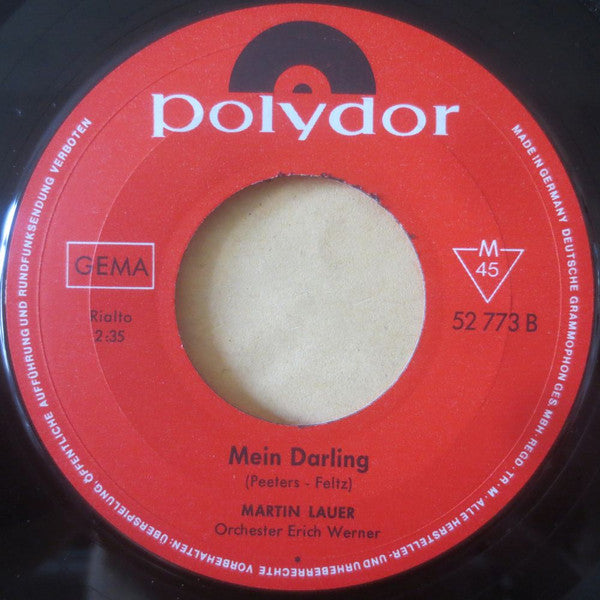 polydor
GEMA
Rialto
2:35
M
45
52 773 B
Mein Darling
(Peeters - Feltz)
MARTIN LAUER
Orchester Erich Werner
MADE IN GERMANY DEUTSCHE GRAMMOPHON GES MBH REGD · TR · M · ALLE HERSTELLER- UND URHEBERRECHTE VORBEHALTEN: ÜBERSPIELUNG ÖFFENTLICHE AUFFÜHRUNG UND RUNDFUNKSENDUNG VERBOTEN